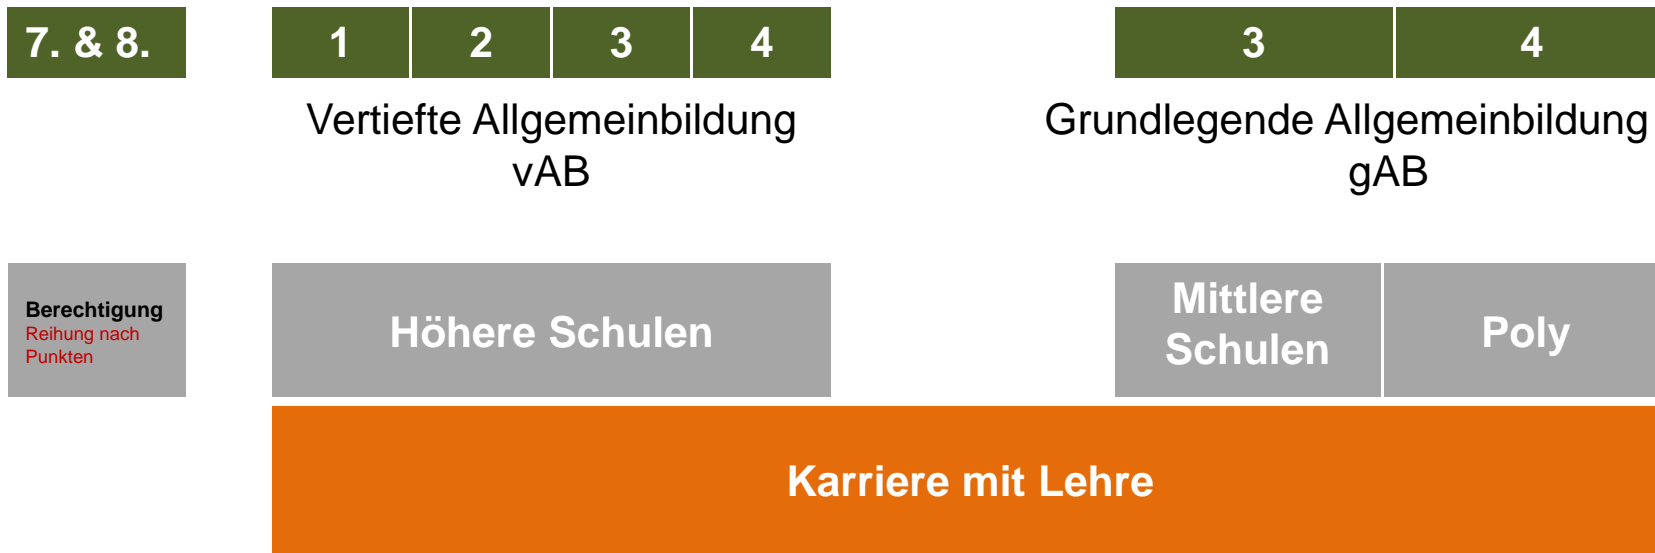 7. & 8.
1 2 3 4
3 4
Vertiefte Allgemeinbildung
vAB
Grundlegende Allgemeinbildung
gAB
Berechtigung
Reihung nach
Punkten
Höhere Schulen
Mittlere
Schulen
Poly
Karriere mit Lehre